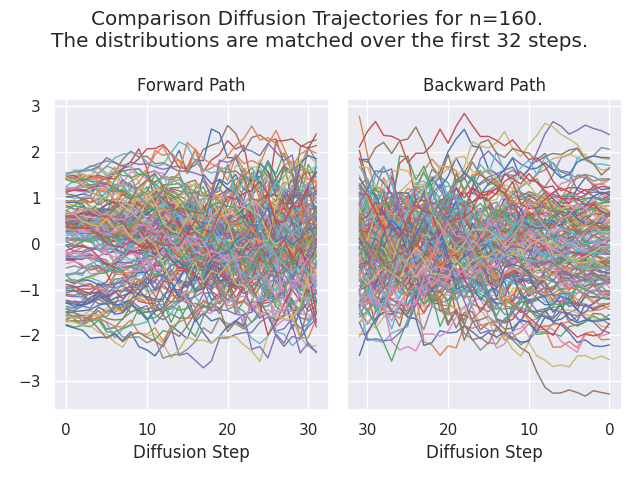 Comparison Diffusion Trajectories for n=160.
The distributions are matched over the first 32 steps.
Forward Path
Backward Path
3
2
1
0
−1
−2
−3
0 10 20 30
30 20 10 0
Diffusion Step
Diffusion Step